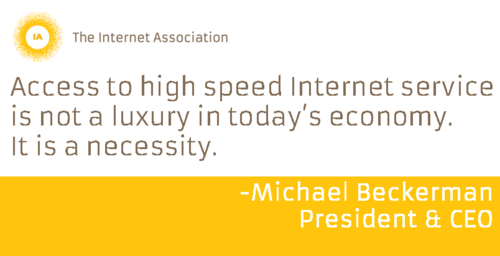 IA
The Internet Association
Access to high speed Internet service
is not a luxury in today's economy.
It is a necessity.
-Michael Beckerman
President & CEO